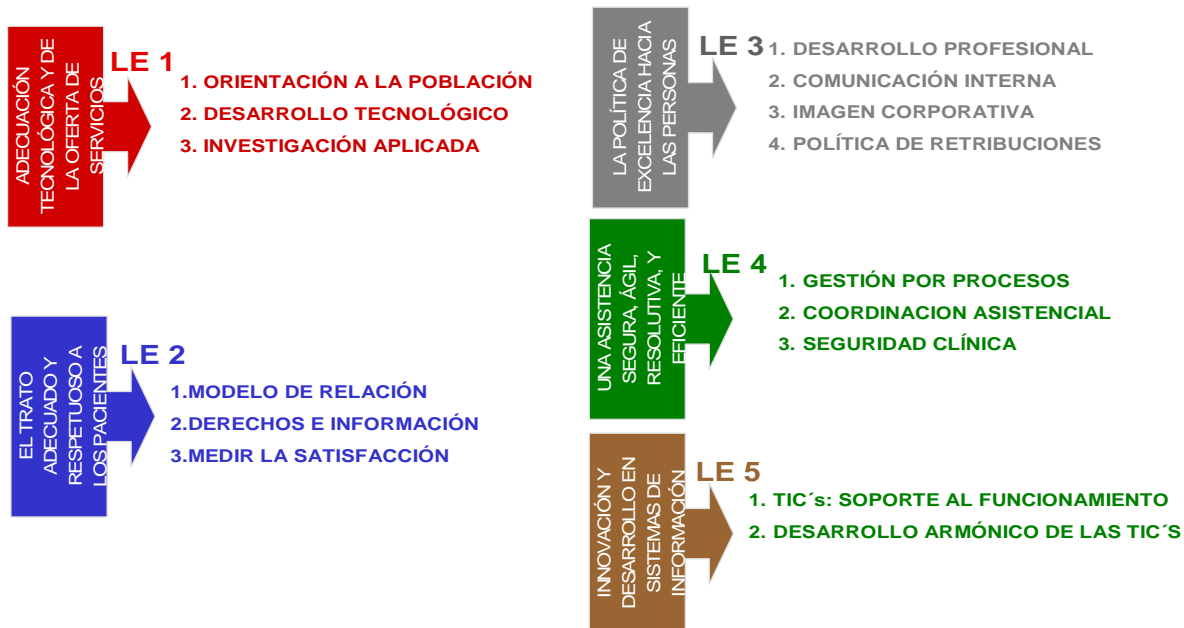 ADECUACIÓN
TECNOLÓGICA Y DE
LA OFERTA DE
SERVICIOS
LE 1
1. ORIENTACIÓN A LA POBLACIÓN
2. DESARROLLO TECNOLÓGICO
3. INVESTIGACIÓN APLICADA
EL TRATO
ADECUADO Y
RESPETUOSO A
LOS PACIENTES
LE 2
1.MODELO DE RELACIÓN
2.DERECHOS E INFORMACIÓN
3.MEDIR LA SATISFACCIÓN
LA POLÍTICA DE
EXCELENCIA HACIA
LAS PERSONAS
LE 3
1. DESARROLLO PROFESIONAL
2. COMUNICACIÓN INTERNA
3. IMAGEN CORPORATIVA
4. POLÍTICA DE RETRIBUCIONES
UNA ASISTENCIA
SEGURA, ÁGIL,
RESOLUTIVA, Y
EFICIENTE
LE 4
1. GESTIÓN POR PROCESOS
2. COORDINACION ASISTENCIAL
3. SEGURIDAD CLÍNICA
INNOVACIÓN Y
DESARROLLO EN
SISTEMAS DE
INFORMACIÓN
LE 5
1. TIC´s: SOPORTE AL FUNCIONAMIENTO
2. DESARROLLO ARMÓNICO DE LAS TIC´S